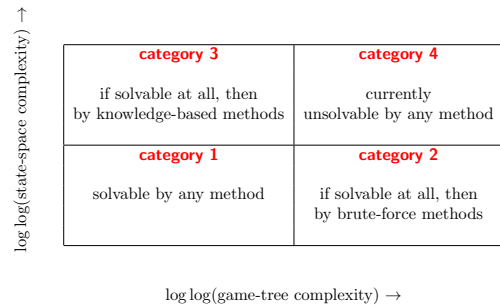 log log(state-space complexity) →
category 3
if solvable at all, then
by knowledge-based methods
category 4
currently
unsolvable by any method
category 1
solvable by any method
category 2
if solvable at all, then
by brute-force methods
log log(game-tree complexity) →